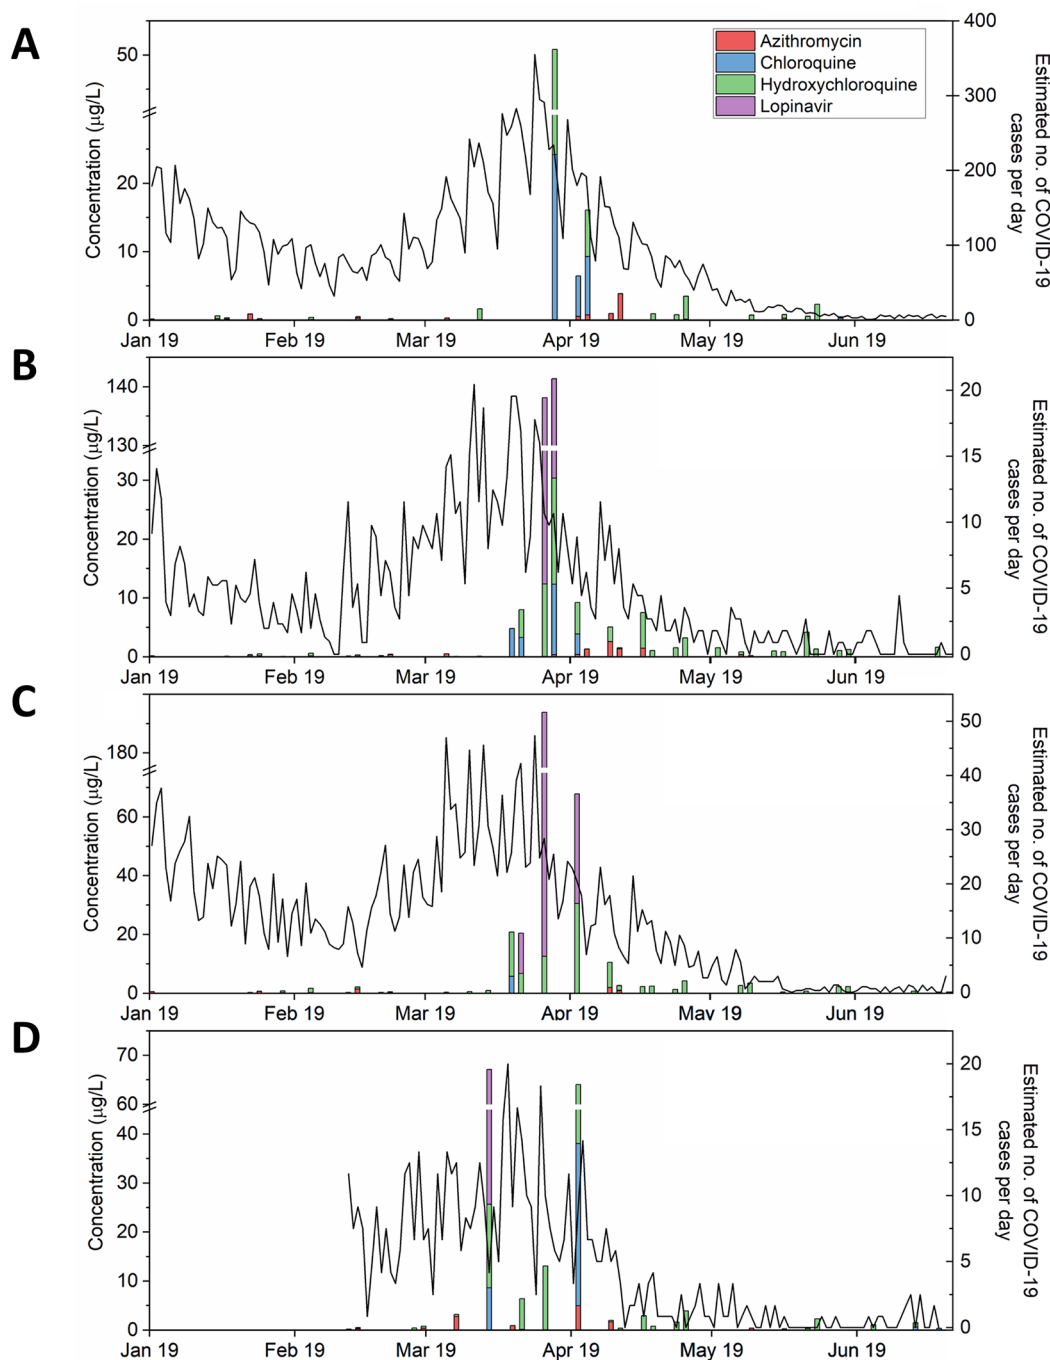 A
Concentration (µg/L)
50
20
10
0
400
300
200
100
0
Estimated no. of COVID-19
cases per day
Azithromycin
Chloroquine
Hydroxychloroquine
Lopinavir
Jan 19 Feb 19 Mar 19 Apr 19 May 19 Jun 19
B
Concentration (µg/L)
140
130
30
20
10
0
20
15
10
5
0
Estimated no. of COVID-19
cases per day
Jan 19 Feb 19 Mar 19 Apr 19 May 19 Jun 19
C
Concentration (µg/L)
180
60
40
20
0
50
40
30
20
10
0
Estimated no. of COVID-19
cases per day
Jan 19 Feb 19 Mar 19 Apr 19 May 19 Jun 19
D
Concentration (µg/L)
70
60
40
30
20
10
0
20
15
10
5
0
Estimated no. of COVID-19
cases per day
Jan 19 Feb 19 Mar 19 Apr 19 May 19 Jun 19